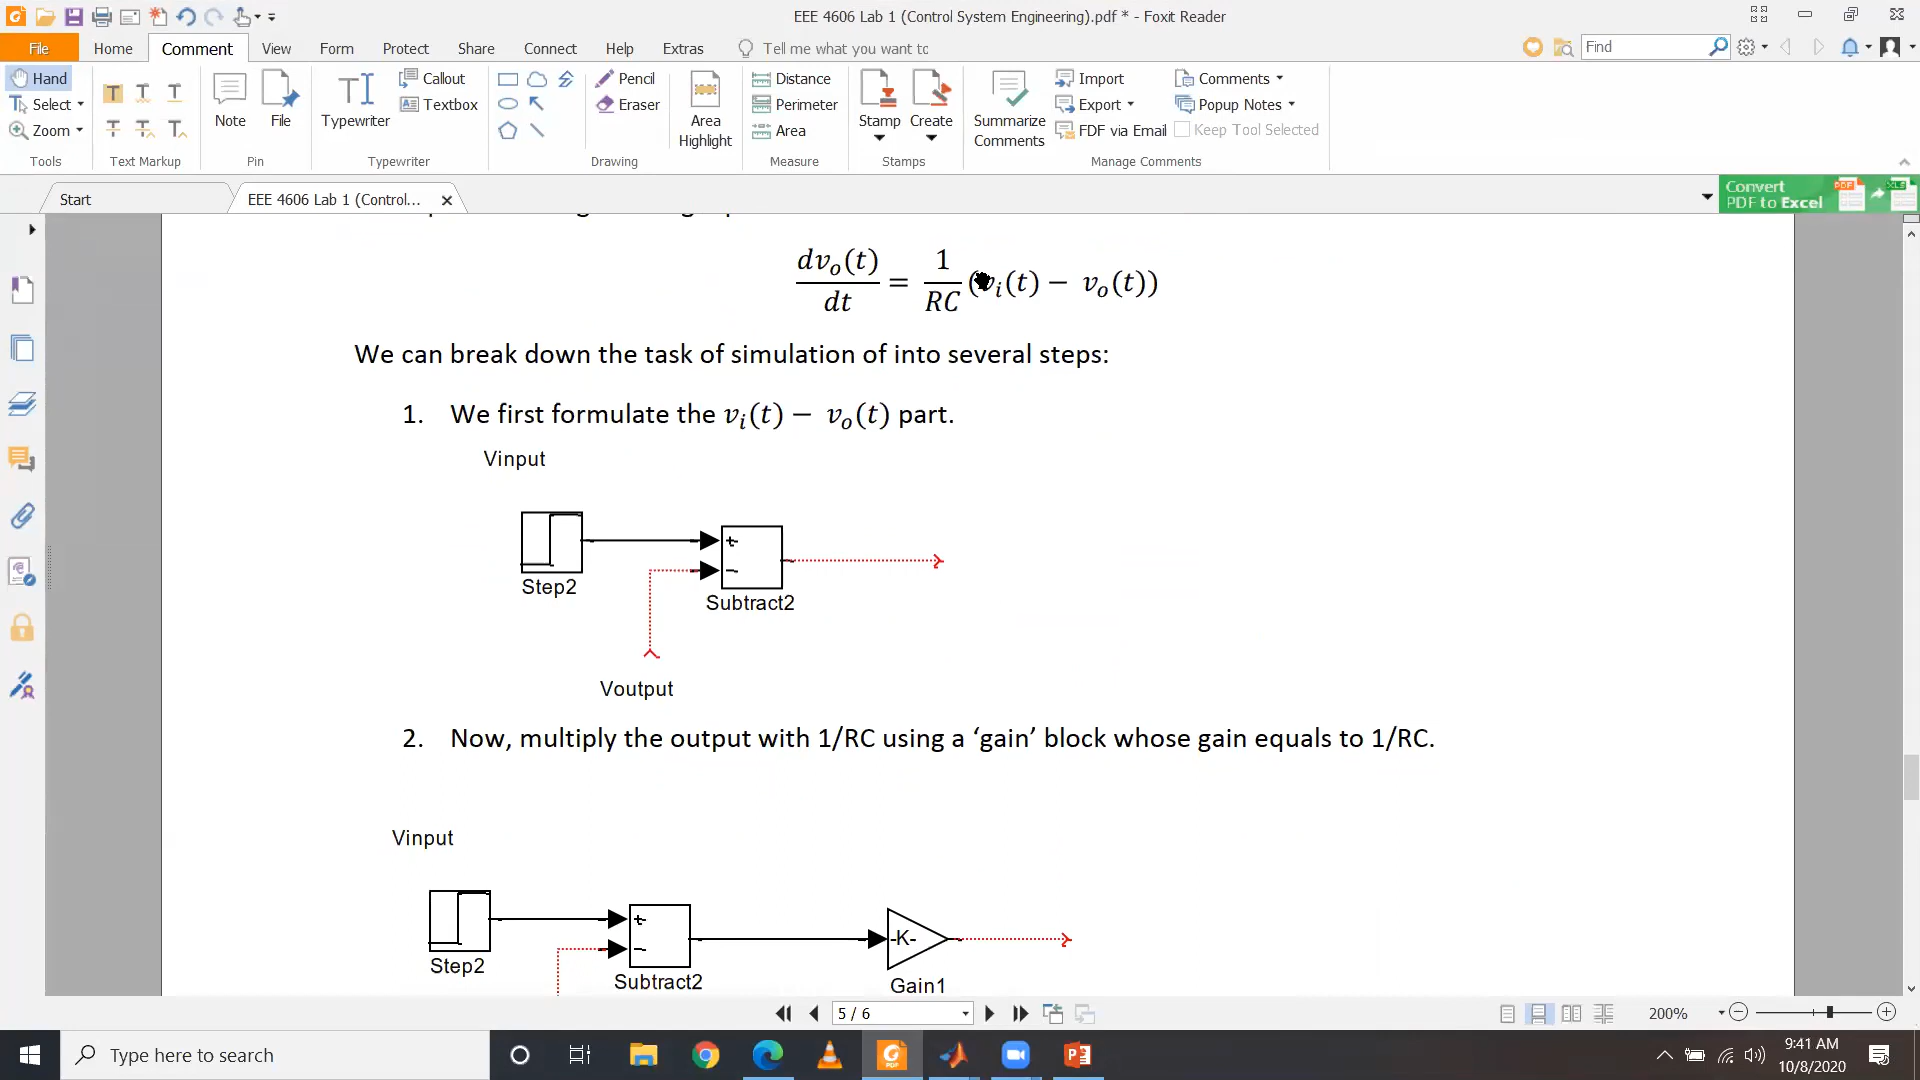 EEE 4606 Lab 1 (Control System Engineering).pdf * - Foxit Reader
File Home Comment View Form Protect Share Connect Help Extras Tell me what you want to Find
Hand
Select
Zoom
Tools
Text Markup
Note
File
Pin
Typewriter
Callout
Textbox
Typewriter
Pencil
Eraser
Area
Highlight
Drawing
Distance
Perimeter
Area
Measure
Stamp
Create
Stamps
Summarize
Comments
Import
Export
FDF via Email
Comments
Popup Notes
Keep Tool Selected
Manage Comments
Start
EEE 4606 Lab 1 (Control...
Convert
PDF to Excel
dv_o(t)/dt = 1/RC (v_i(t) − v_o(t))
We can break down the task of simulation of into several steps:
1. We first formulate the v_i(t) − v_o(t) part.
Vinput
+
−
Step2
Subtract2
Voutput
2. Now, multiply the output with 1/RC using a ‘gain’ block whose gain equals to 1/RC.
Vinput
+
−
-K-
Step2
Subtract2
Gain1
5 / 6
200%
Type here to search
9:41 AM
10/8/2020